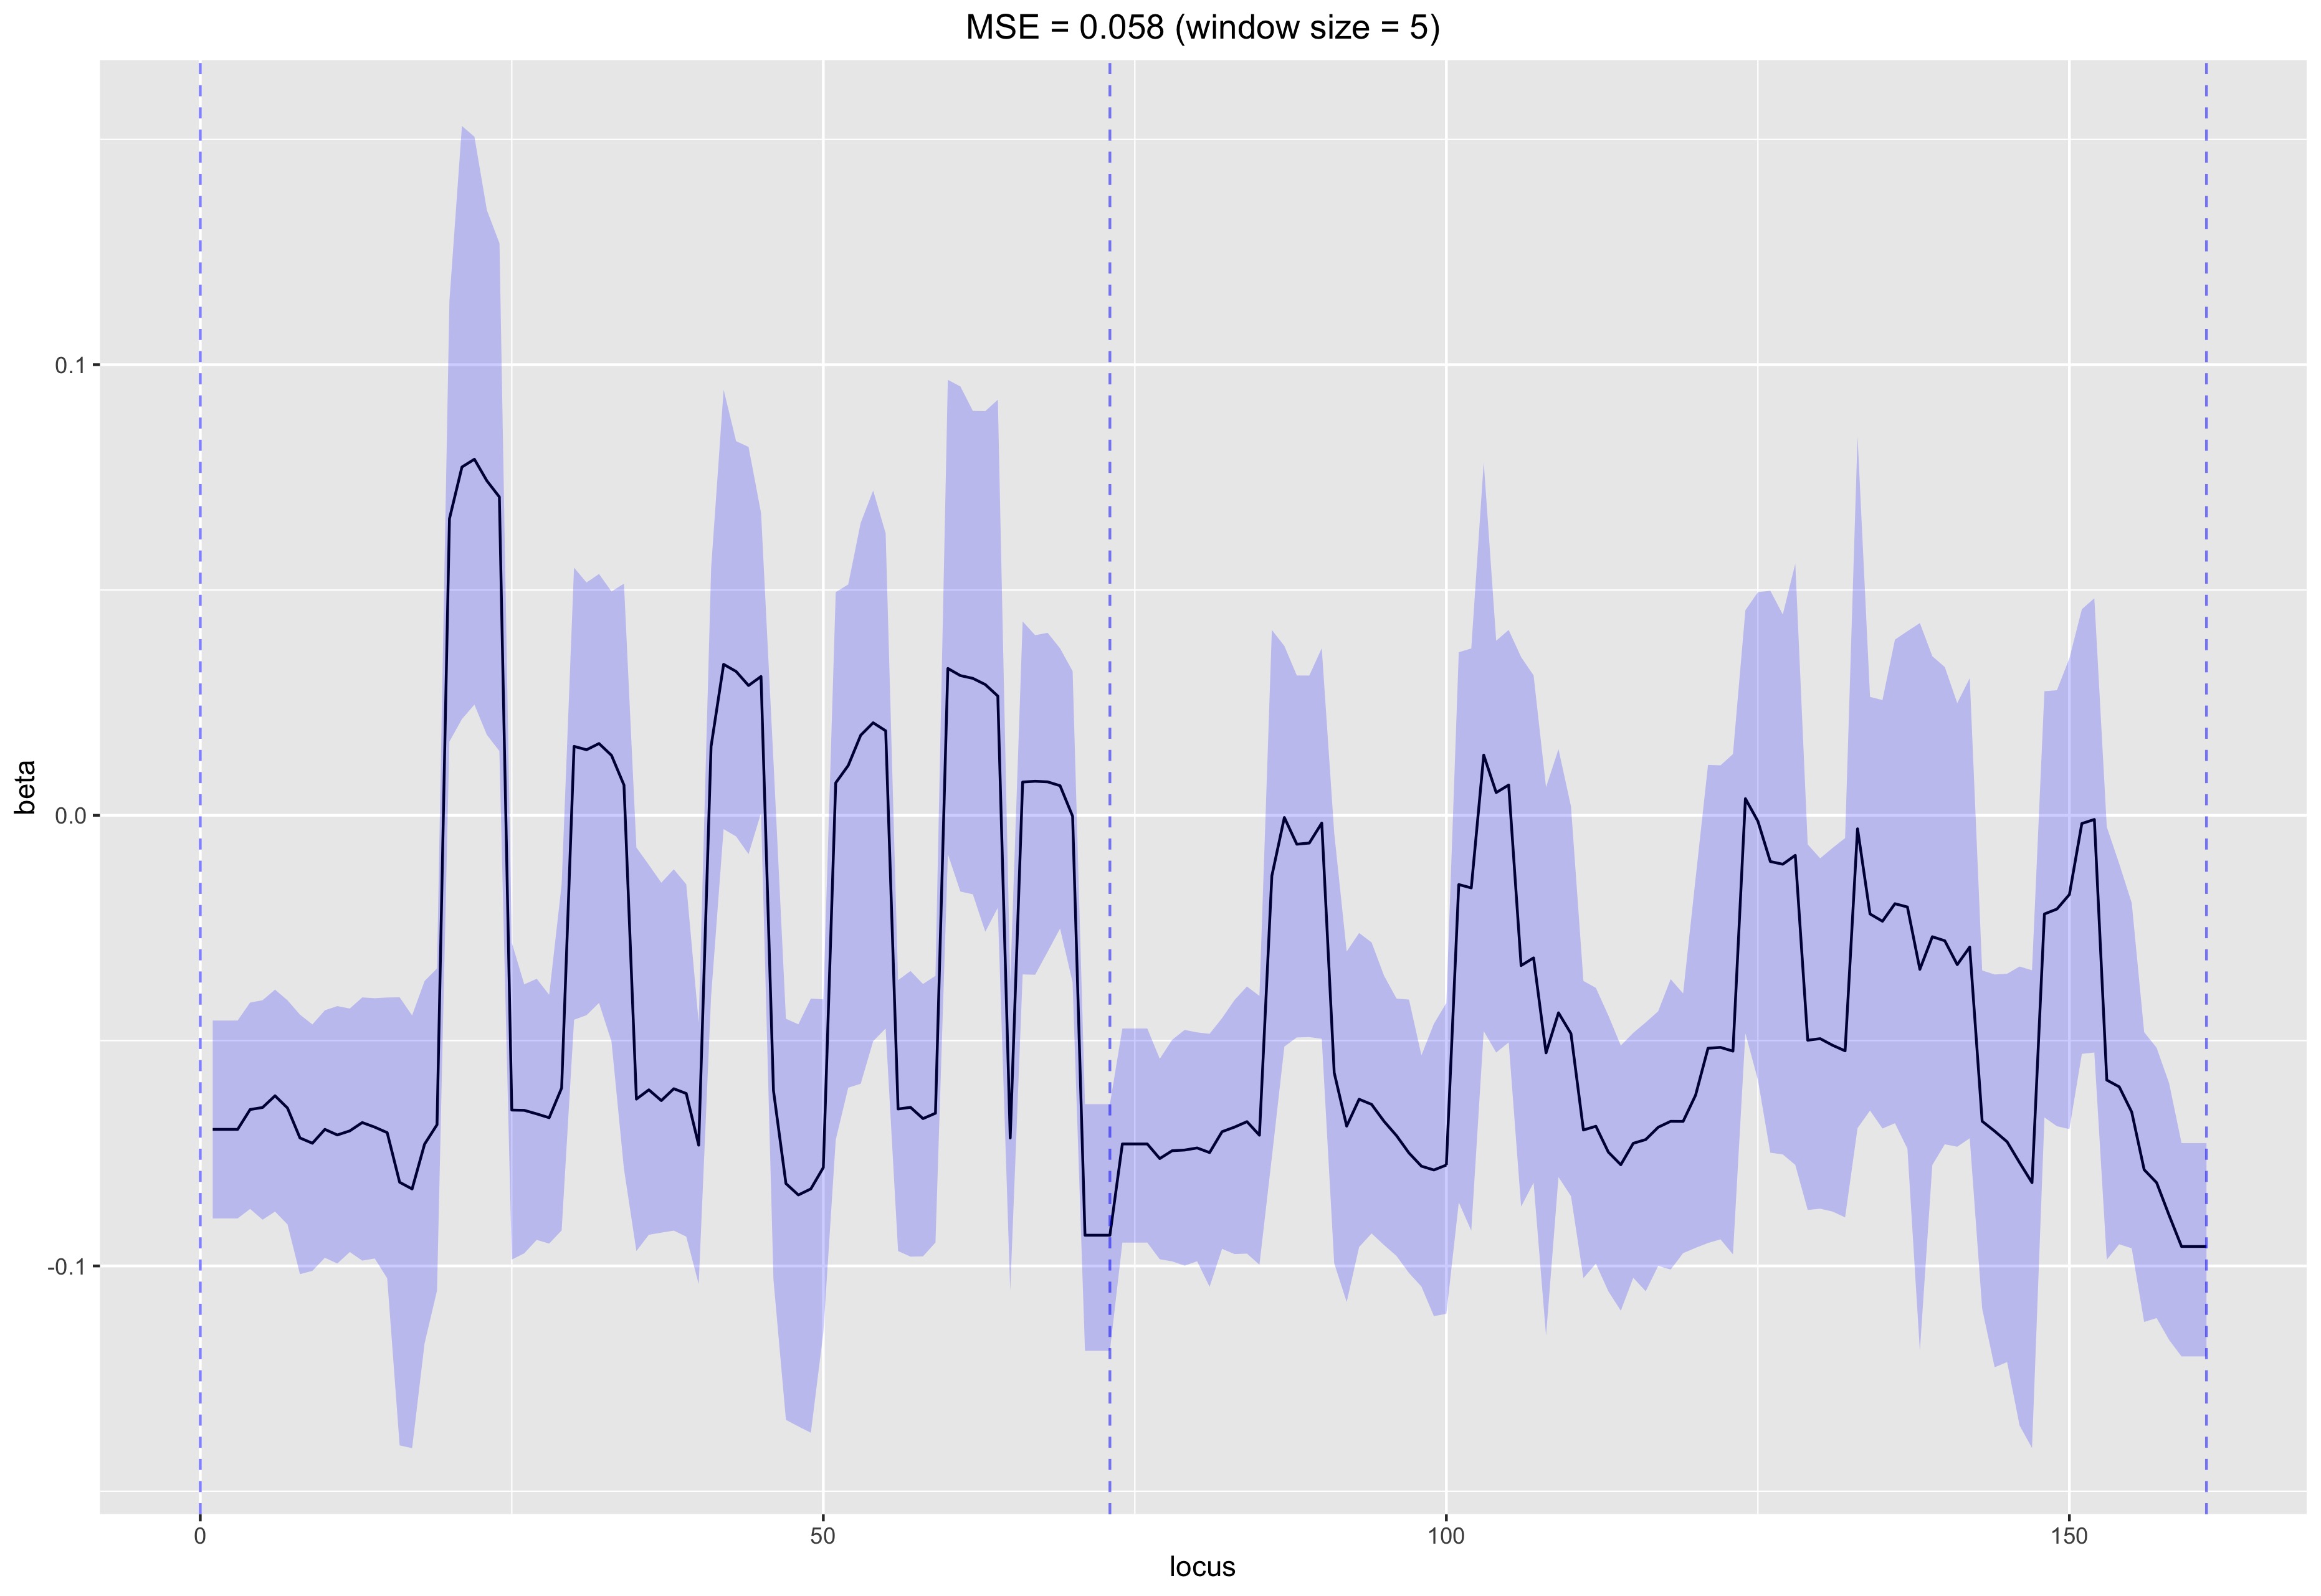 MSE = 0.058 (window size = 5)
beta
0.1
0.0
-0.1
0
50
100
150
locus